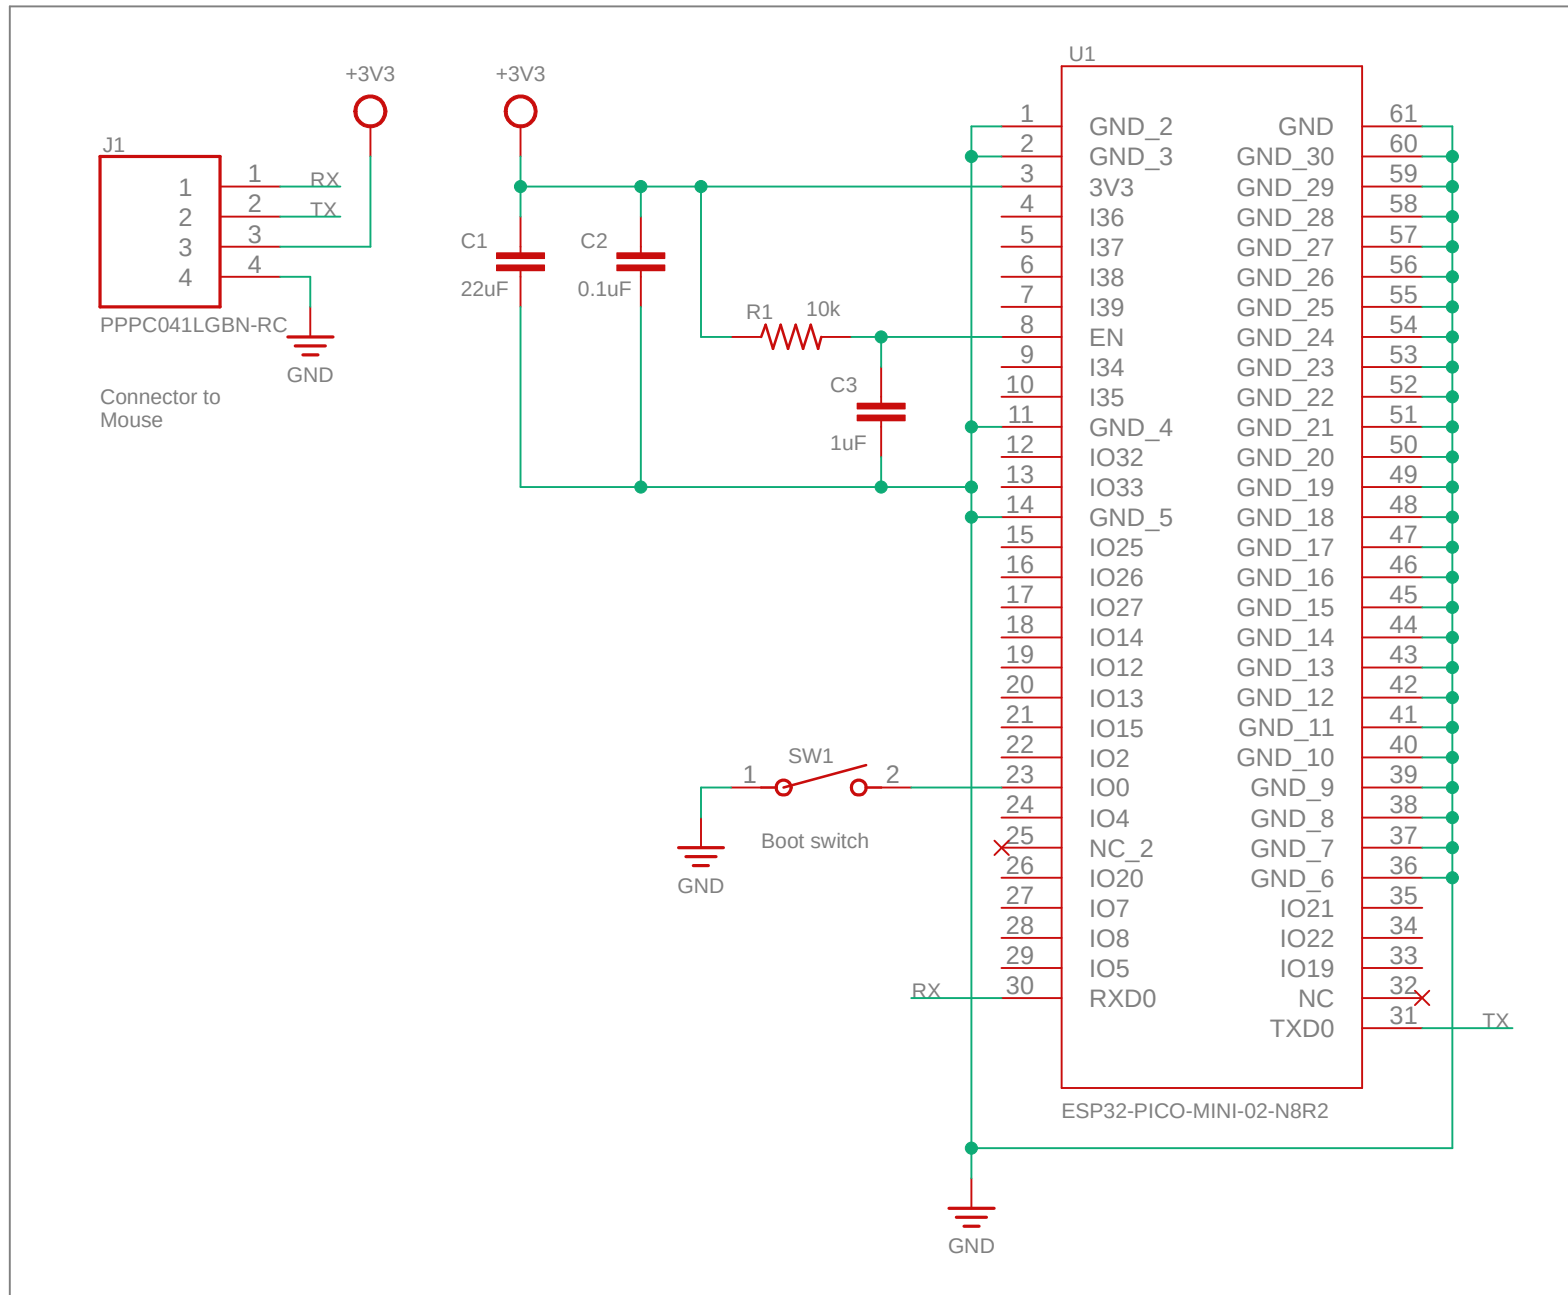 +3V3
+3V3
J1
1 1 RX
2 2 TX
3 3
4 4
PPPC041LGBN-RC
GND
Connector to
Mouse
C1
22uF
C2
0.1uF
R1 10k
C3
1uF
SW1
1 2
Boot switch
GND
U1
1 GND_2 GND 61
2 GND_3 GND_30 60
3 3V3 GND_29 59
4 I36 GND_28 58
5 I37 GND_27 57
6 I38 GND_26 56
7 I39 GND_25 55
8 EN GND_24 54
9 I34 GND_23 53
10 I35 GND_22 52
11 GND_4 GND_21 51
12 IO32 GND_20 50
13 IO33 GND_19 49
14 GND_5 GND_18 48
15 IO25 GND_17 47
16 IO26 GND_16 46
17 IO27 GND_15 45
18 IO14 GND_14 44
19 IO12 GND_13 43
20 IO13 GND_12 42
21 IO15 GND_11 41
22 IO2 GND_10 40
23 IO0 GND_9 39
24 IO4 GND_8 38
25 NC_2 GND_7 37
26 IO20 GND_6 36
27 IO7 IO21 35
28 IO8 IO22 34
29 IO5 IO19 33
RX 30 RXD0 NC 32
TXD0 31 TX
ESP32-PICO-MINI-02-N8R2
GND